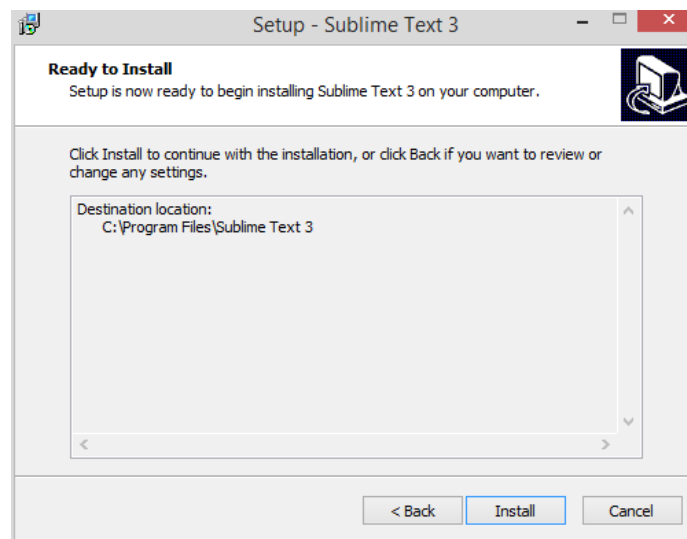 Setup - Sublime Text 3
Ready to Install
Setup is now ready to begin installing Sublime Text 3 on your computer.
Click Install to continue with the installation, or click Back if you want to review or
change any settings.
Destination location:
C:\Program Files\Sublime Text 3
< Back Install Cancel